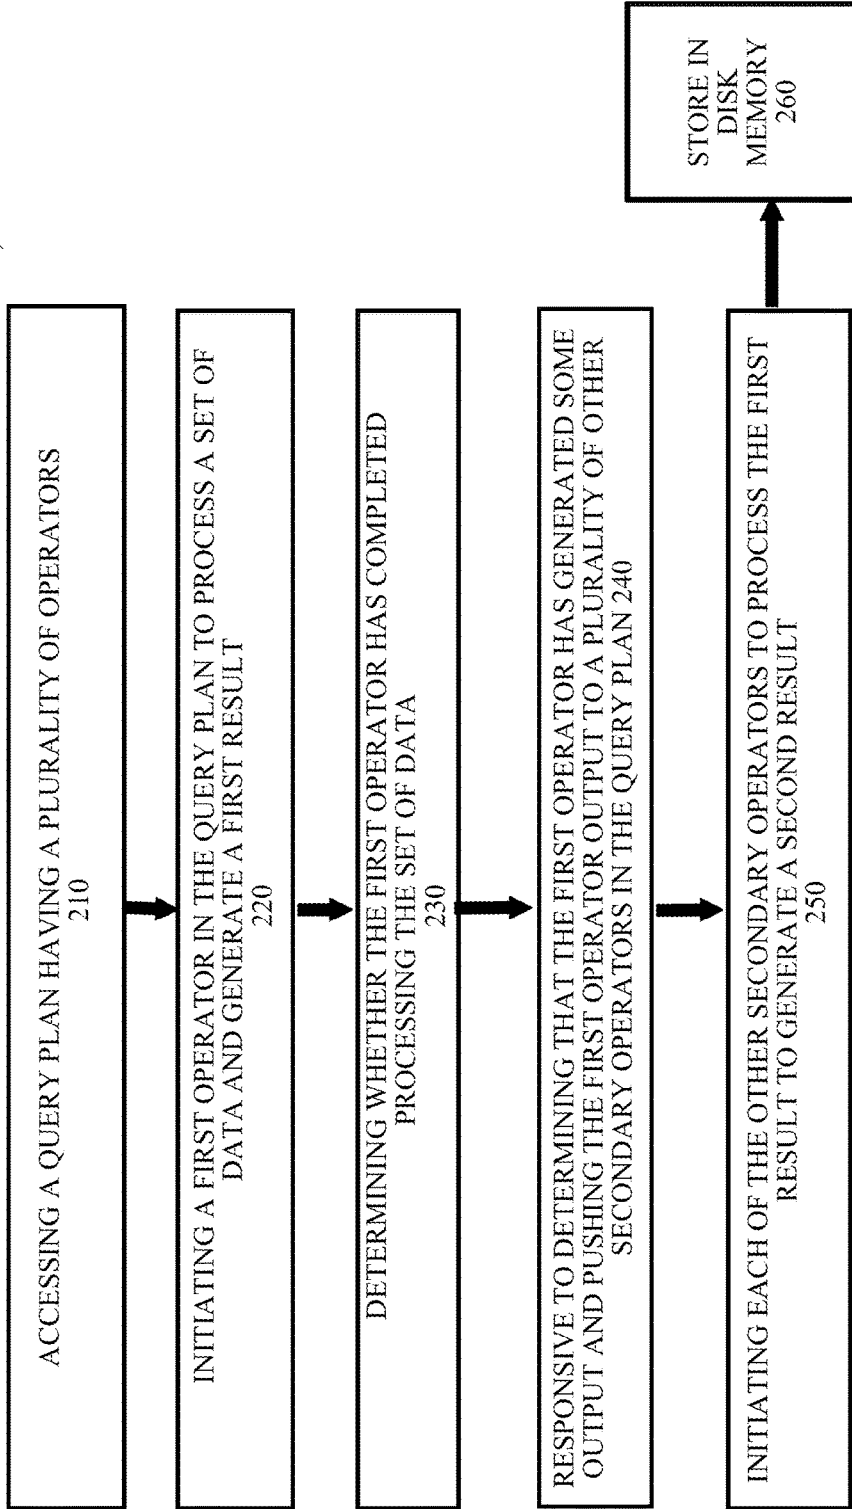 ACCESSING A QUERY PLAN HAVING A PLURALITY OF OPERATORS
210
INITIATING A FIRST OPERATOR IN THE QUERY PLAN TO PROCESS A SET OF
DATA AND GENERATE A FIRST RESULT
220
DETERMINING WHETHER THE FIRST OPERATOR HAS COMPLETED
PROCESSING THE SET OF DATA
230
RESPONSIVE TO DETERMINING THAT THE FIRST OPERATOR HAS GENERATED SOME
OUTPUT AND PUSHING THE FIRST OPERATOR OUTPUT TO A PLURALITY OF OTHER
SECONDARY OPERATORS IN THE QUERY PLAN 240
INITIATING EACH OF THE OTHER SECONDARY OPERATORS TO PROCESS THE FIRST
RESULT TO GENERATE A SECOND RESULT
250
STORE IN
DISK
MEMORY
260